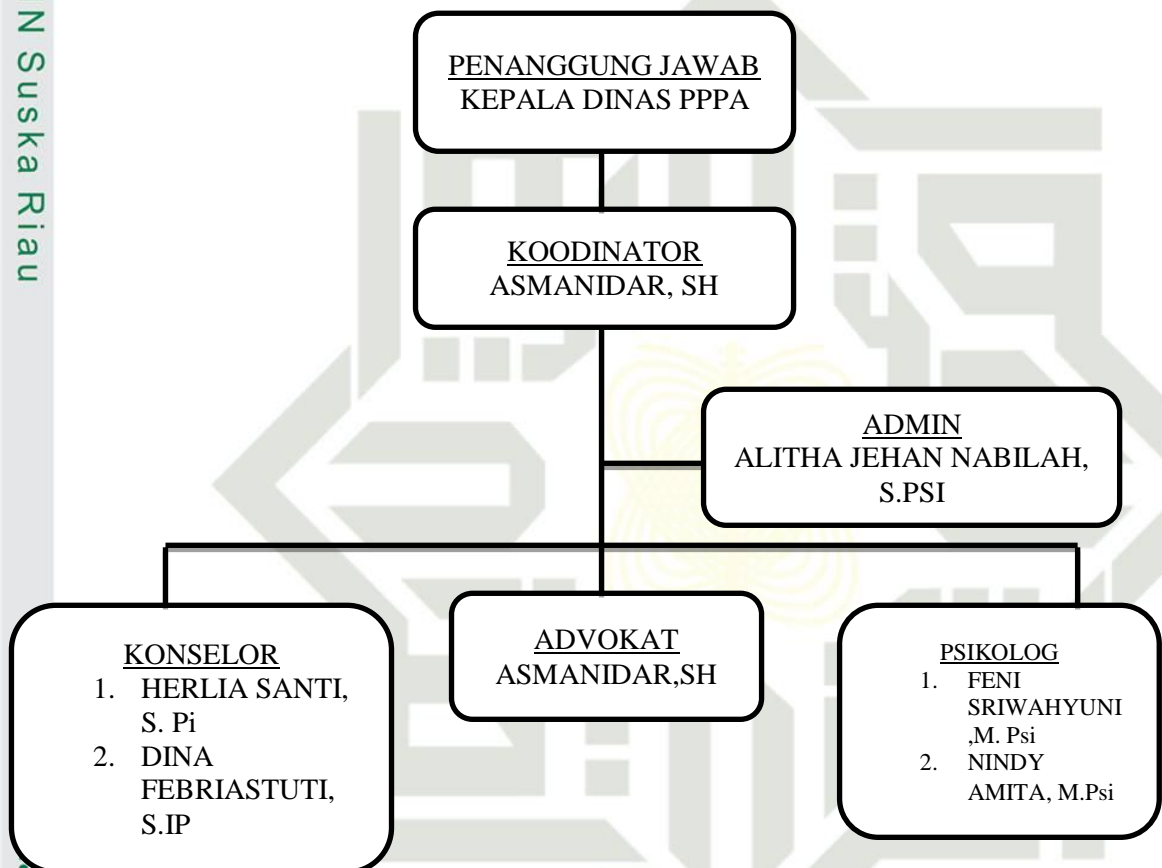 N Suska Riau
PENANGGUNG JAWAB
KEPALA DINAS PPPA
KOODINATOR
ASMANIDAR, SH
ADMIN
ALITHA JEHAN NABILAH,
S.PSI
KONSELOR
1. HERLIA SANTI,
S. Pi
2. DINA
FEBRIASTUTI,
S.IP
ADVOKAT
ASMANIDAR,SH
PSIKOLOG
1. FENI
SRIWAHYUNI
,M. Psi
2. NINDY
AMITA, M.Psi